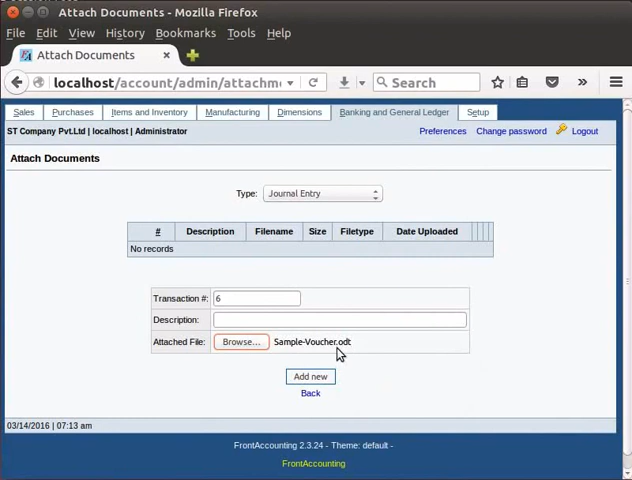 Attach Documents - Mozilla Firefox
File Edit View History Bookmarks Tools Help
Attach Documents
localhost/account/admin/attachme
Search
Sales Purchases Items and Inventory Manufacturing Dimensions Banking and General Ledger Setup
ST Company Pvt.Ltd | localhost | Administrator Preferences Change password Logout
Attach Documents
Type: Journal Entry
# Description Filename Size Filetype Date Uploaded
No records
Transaction #: 6
Description:
Attached File: Browse... Sample-Voucher.odt
Add new
Back
03/14/2016 | 07:13 am
FrontAccounting 2.3.24 - Theme: default -
FrontAccounting